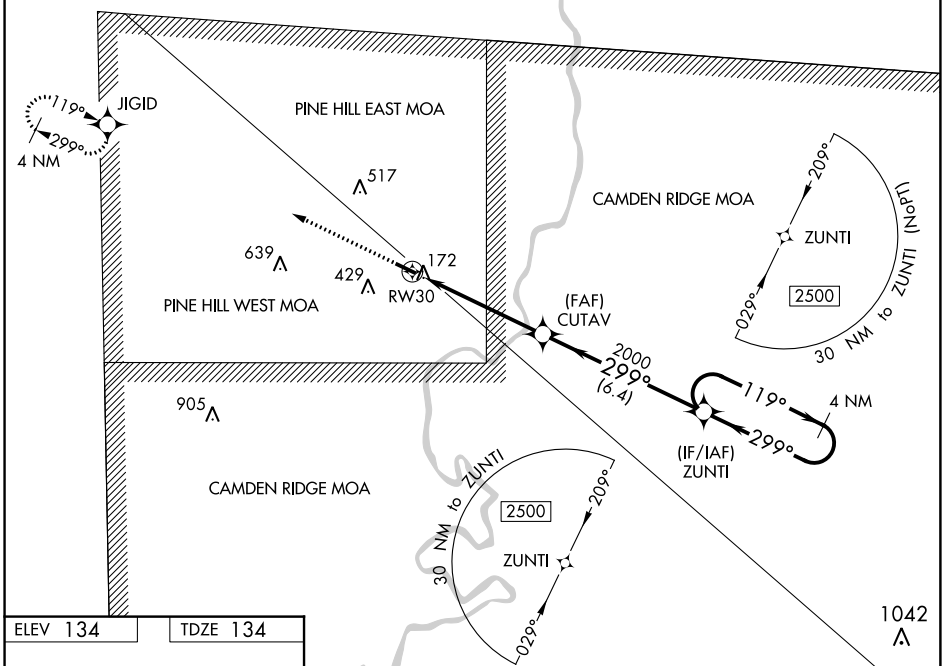 119°
JIGID
299°
4 NM
PINE HILL EAST MOA
517
CAMDEN RIDGE MOA
209°
ZUNTI
2500
029°
30 NM to ZUNTI (NoPT)
639
429
172
RW30
PINE HILL WEST MOA
(FAF)
CUTAV
2000
299°
(6.4)
119°
4 NM
299°
(IF/IAF)
ZUNTI
905
CAMDEN RIDGE MOA
30 NM to ZUNTI
2500
209°
ZUNTI
029°
1042
ELEV 134
TDZE 134